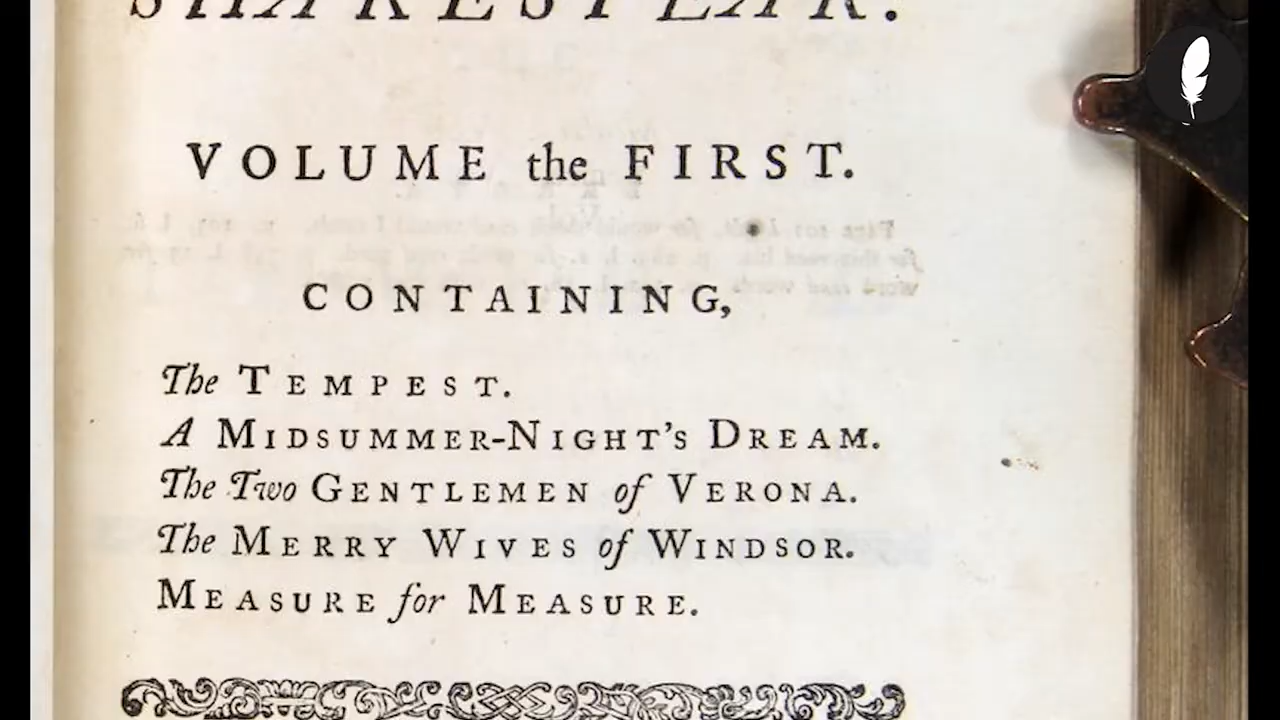 SHAKESPEAR.
VOLUME the FIRST.
CONTAINING,
The TEMPEST.
A MIDSUMMER-NIGHT'S DREAM.
The Two GENTLEMEN of VERONA.
The MERRY WIVES of WINDSOR.
MEASURE for MEASURE.